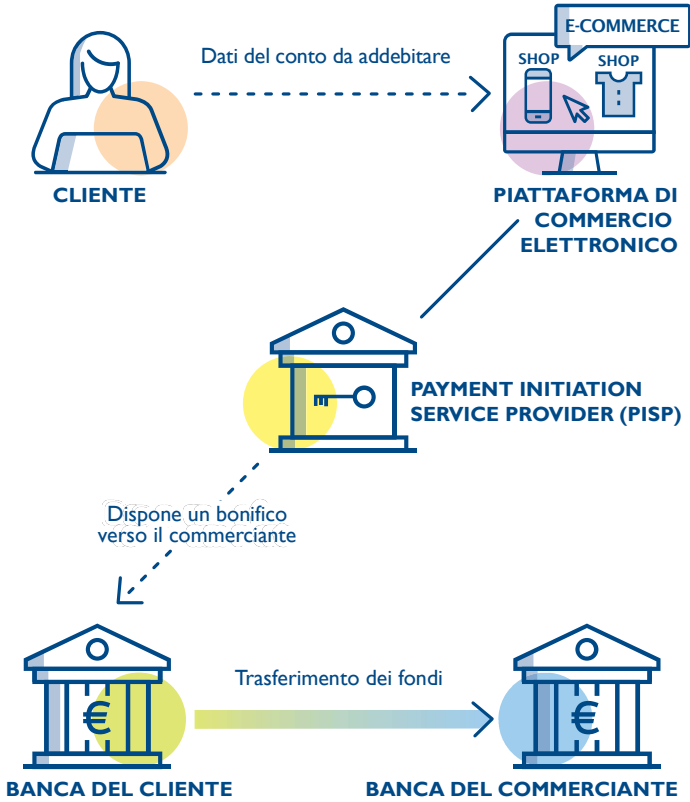 E-COMMERCE
Dati del conto da addebitare
SHOP
SHOP
CLIENTE
PIATTAFORMA DI
COMMERCIO
ELETTRONICO
PAYMENT INITIATION
SERVICE PROVIDER (PISP)
Dispone un bonifico
verso il commerciante
Trasferimento dei fondi
€
€
BANCA DEL CLIENTE
BANCA DEL COMMERCIANTE